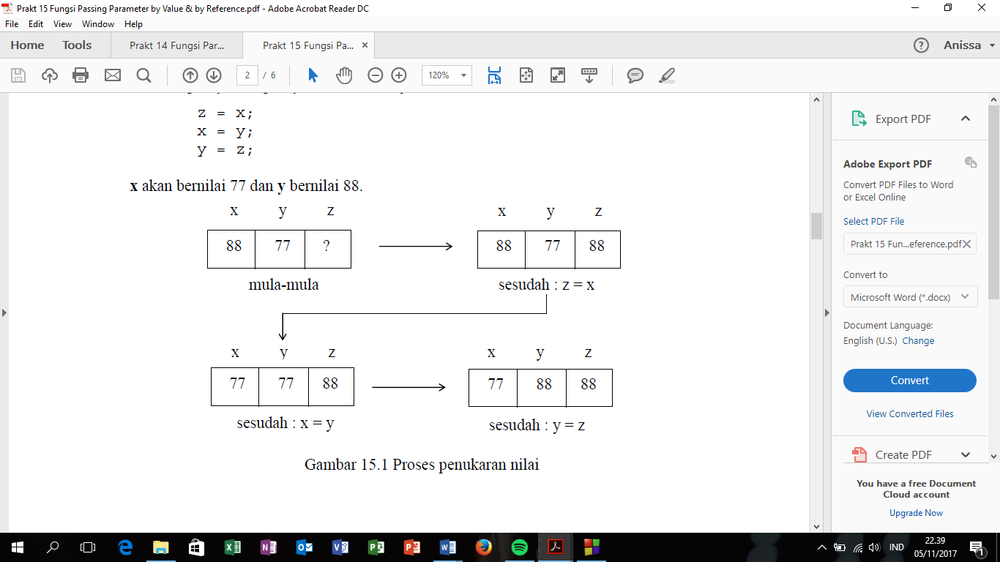 Prakt 15 Fungsi Passing Parameter by Value & by Reference.pdf - Adobe Acrobat Reader DC
File Edit View Window Help
Home Tools Prakt 14 Fungsi Par... Prakt 15 Fungsi Pa... × ? Anissa
2 / 6 120%
z = x;
x = y;
y = z;
x akan bernilai 77 dan y bernilai 88.
x y z x y z
88 77 ? 88 77 88
mula-mula sesudah : z = x
x y z x y z
77 77 88 77 88 88
sesudah : x = y sesudah : y = z
Gambar 15.1 Proses penukaran nilai
Export PDF
Adobe Export PDF
Convert PDF Files to Word
or Excel Online
Select PDF File
Prakt 15 Fun...eference.pdf
Convert to
Microsoft Word (*.docx)
Document Language:
English (U.S.) Change
Convert
View Converted Files
Create PDF
You have a free Document
Cloud account
Upgrade Now
IND 22.39
05/11/2017
1